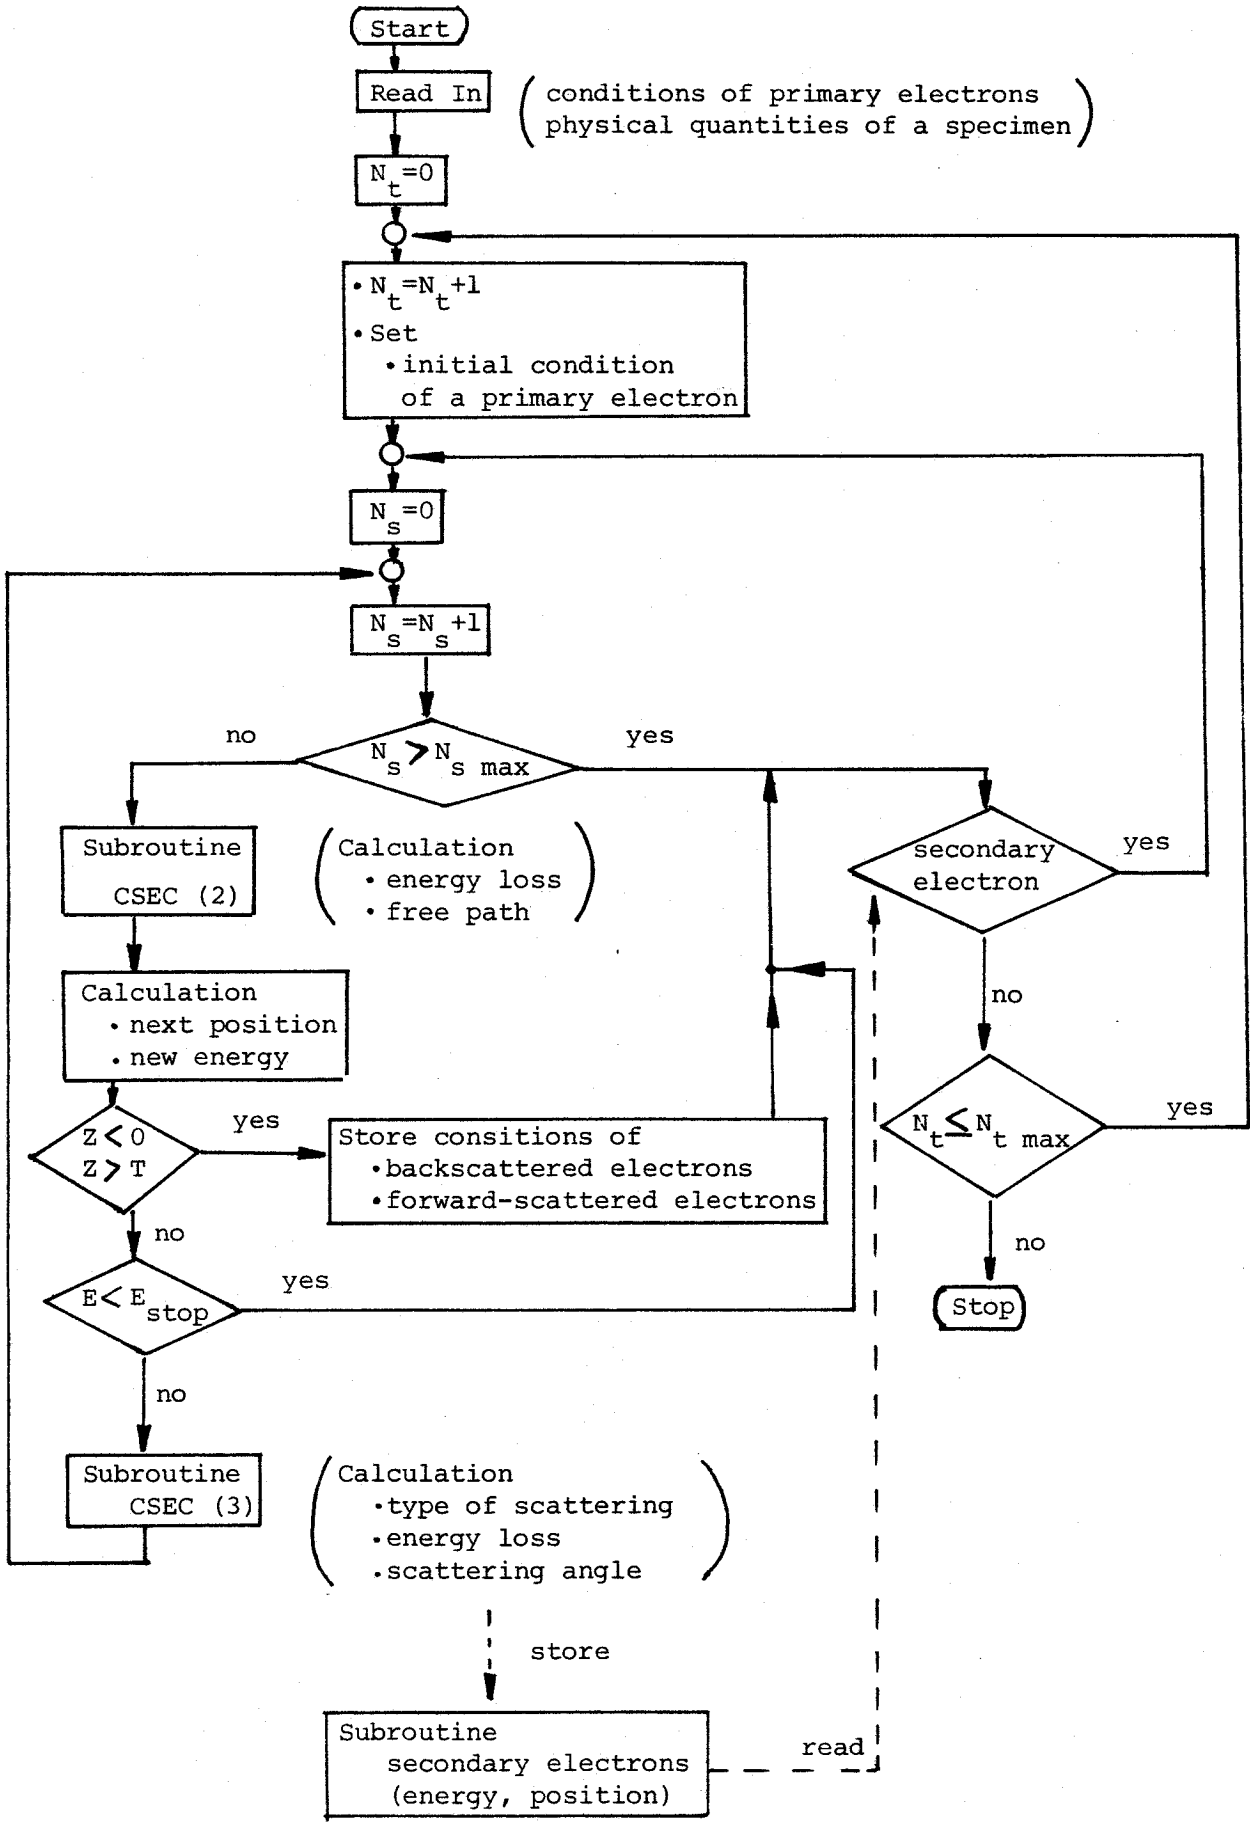 Start
Read In
conditions of primary electrons
physical quantities of a specimen
Nt=0
• Nt=Nt+1
• Set
• initial condition
of a primary electron
Ns=0
Ns=Ns+1
no
Ns > Ns max
yes
Subroutine
CSEC (2)
Calculation
• energy loss
• free path
secondary
electron
yes
Calculation
• next position
• new energy
no
Z < 0
Z > T
yes
Store consitions of
• backscattered electrons
• forward-scattered electrons
Nt ≤ Nt max
yes
no
no
E < Estop
yes
Stop
no
Subroutine
CSEC (3)
Calculation
• type of scattering
• energy loss
• scattering angle
store
Subroutine
secondary electrons
(energy, position)
read